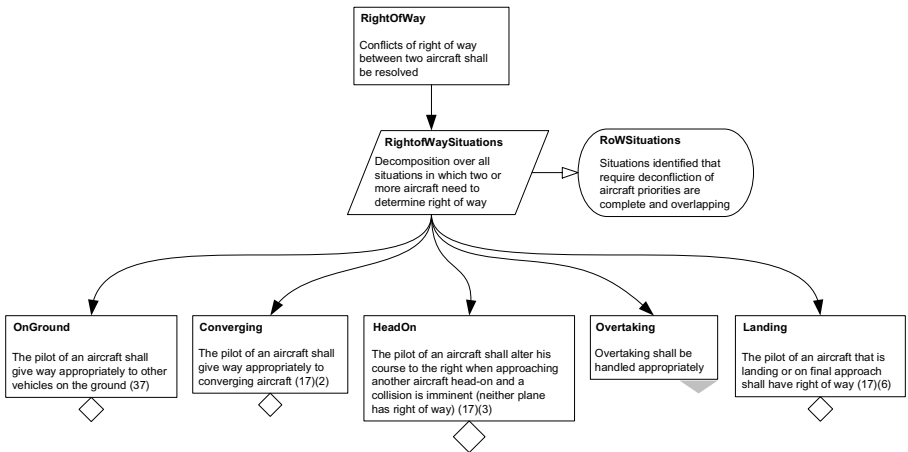 RightOfWay
Conflicts of right of way
between two aircraft shall
be resolved
RightofWaySituations
Decomposition over all
situations in which two or
more aircraft need to
determine right of way
RoWSituations
Situations identified that
require deconfliction of
aircraft priorities are
complete and overlapping
OnGround
The pilot of an aircraft shall
give way appropriately to other
vehicles on the ground (37)
Converging
The pilot of an aircraft shall
give way appropriately to
converging aircraft (17)(2)
HeadOn
The pilot of an aircraft shall alter his
course to the right when approaching
another aircraft head-on and a
collision is imminent (neither plane
has right of way) (17)(3)
Overtaking
Overtaking shall be
handled appropriately
Landing
The pilot of an aircraft that is
landing or on final approach
shall have right of way (17)(6)